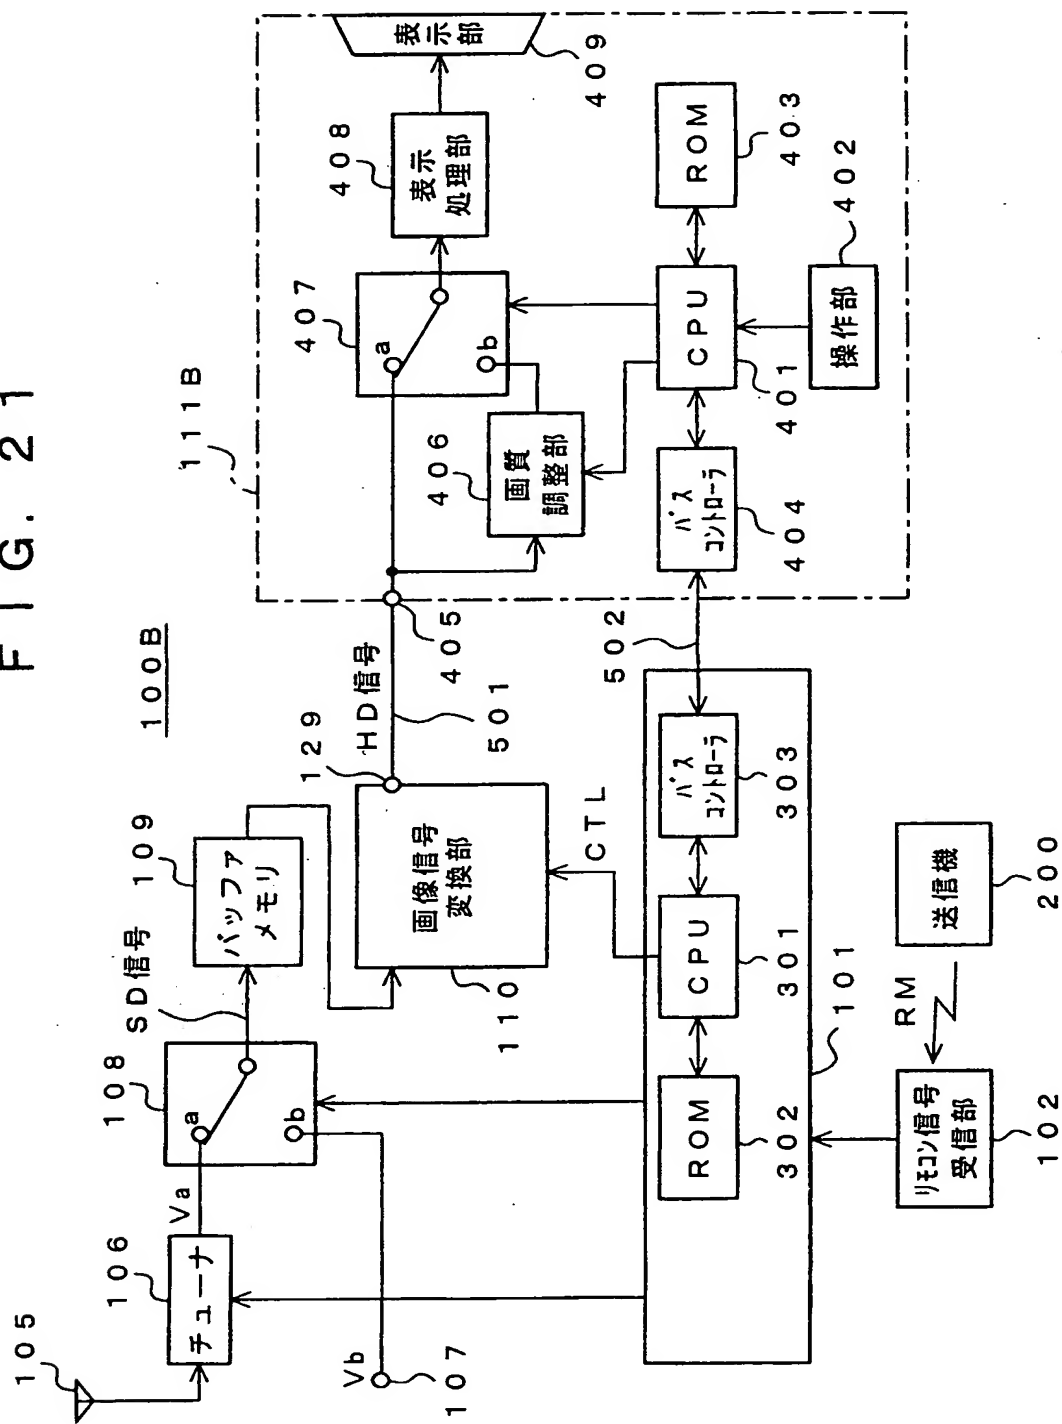 FIG. 21
100B
105
106
チューナ
Va
Vb
107
108
a
b
SD信号
109
バッファ
メモリ
画像信号
変換部
110
129
HD信号
501
405
CTL
111B
407
a
b
406
画質
調整部
408
表示
処理部
表示部
409
ROM
403
CPU
401
操作部
402
バス
コントローラ
404
502
バス
コントローラ
303
CPU
301
ROM
302
101
リモコン信号
受信部
102
RM
送信機
200